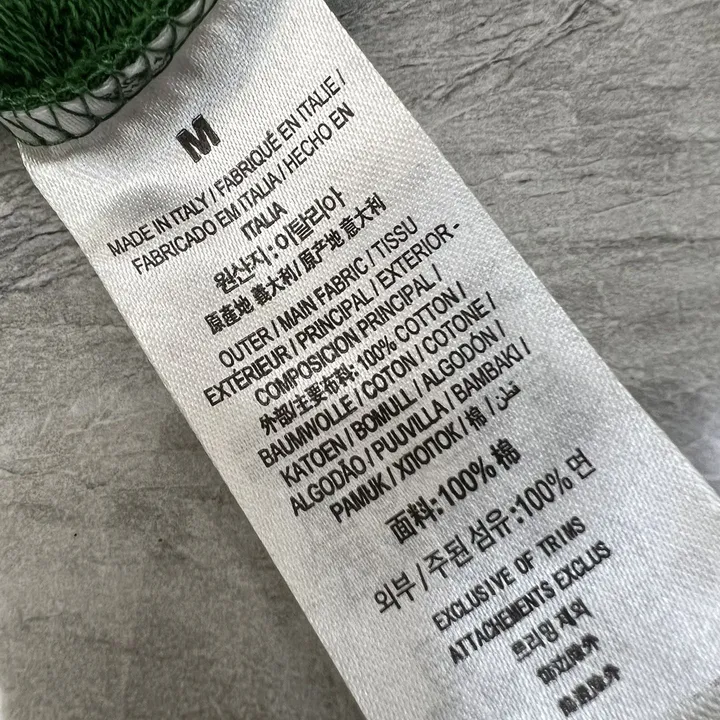 M
MADE IN ITALY / FABRIQUÉ EN ITALIE /
FABRICADO EM ITALIA / HECHO EN
ITALIA
원산지 : 이탈리아
原産地 意大利 / 原产地 意大利
OUTER / MAIN FABRIC / TISSU
EXTÉRIEUR / PRINCIPAL / EXTERIOR -
COMPOSICION PRINCIPAL /
外部/主要布料: 100% COTTON /
BAUMWOLLE / COTON / COTONE /
KATOEN / BOMULL / ALGODÓN /
ALGODÃO / PUUVILLA / BAMBAKI /
PAMUK / ХЛОПОК / 棉 / قطن
面料: 100% 棉
외부 / 주된 섬유 : 100% 면
EXCLUSIVE OF TRIMS
ATTACHEMENTS EXCLUS
트리밍 제외